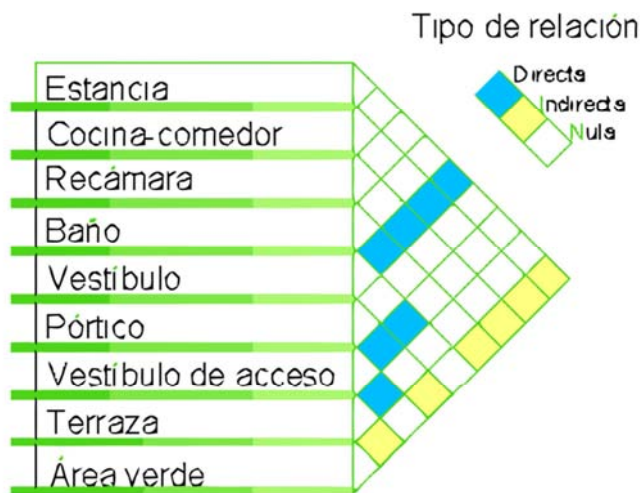 Tipo de relación
Directa
Indirecta
Nula
Estancia
Cocina-comedor
Recámara
Baño
Vestíbulo
Pórtico
Vestíbulo de acceso
Terraza
Área verde